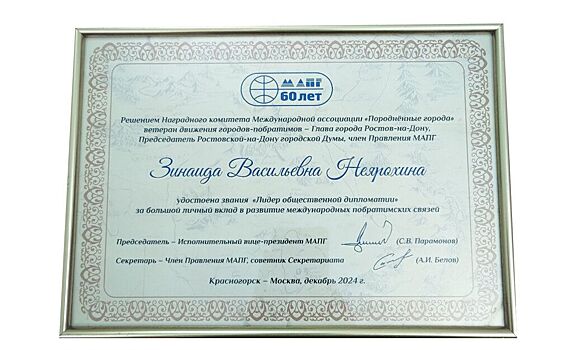 МАПГ
60 лет
Решением Наградного комитета Международной ассоциации «Породнённые города»
ветеран движения городов-побратимов – Глава города Ростов-на-Дону,
Председатель Ростовской-на-Дону городской Думы, член Правления МАПГ
Зинаида Васильевна Неярохина
удостоена звания «Лидер общественной дипломатии»
за большой личный вклад в развитие международных побратимских связей
Председатель – Исполнительный вице-президент МАПГ (С.В. Парамонов)
Секретарь – Член Правления МАПГ, советник Секретариата (А.И. Белов)
Красногорск – Москва, декабрь 2024 г.